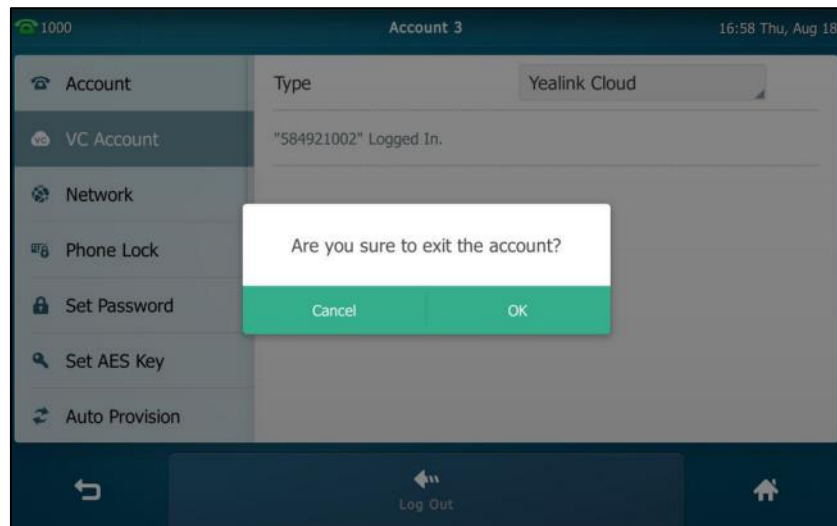 1000 Account 3 16:58 Thu, Aug 18
Account
Type Yealink Cloud
VC Account
"584921002" Logged In.
Network
Phone Lock
Are you sure to exit the account?
Set Password
Cancel OK
Set AES Key
Auto Provision
Log Out